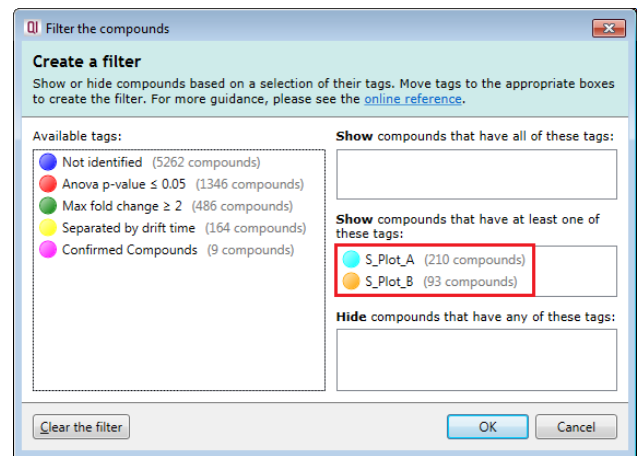 QI Filter the compounds
Create a filter
Show or hide compounds based on a selection of their tags. Move tags to the appropriate boxes
to create the filter. For more guidance, please see the online reference.
Available tags:
Not identified (5262 compounds)
Anova p-value ≤ 0.05 (1346 compounds)
Max fold change ≥ 2 (486 compounds)
Separated by drift time (164 compounds)
Confirmed Compounds (9 compounds)
Show compounds that have all of these tags:
Show compounds that have at least one of
these tags:
S_Plot_A (210 compounds)
S_Plot_B (93 compounds)
Hide compounds that have any of these tags:
Clear the filter
OK
Cancel